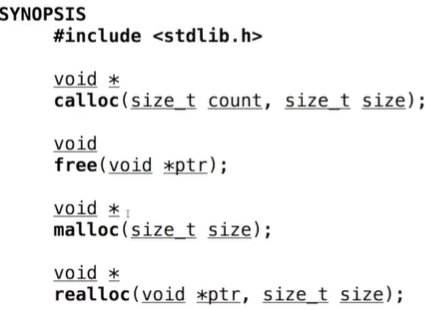 SYNOPSIS
#include <stdlib.h>
void *
calloc(size_t count, size_t size);
void
free(void *ptr);
void *
malloc(size_t size);
void *
realloc(void *ptr, size_t size);